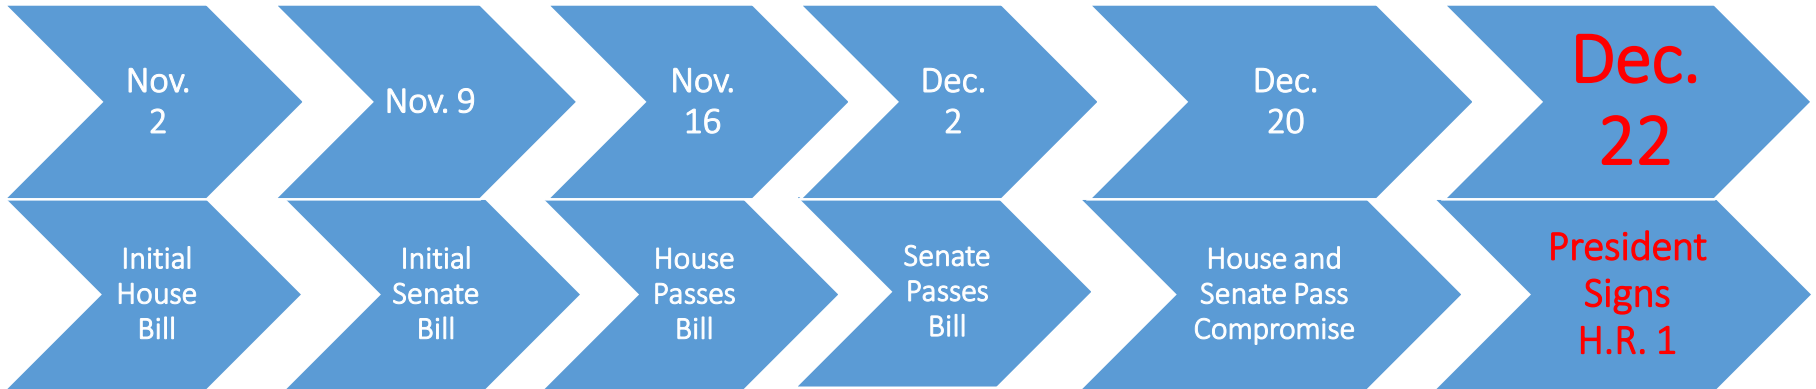 Nov.
2
Nov. 9
Nov.
16
Dec.
2
Dec.
20
Dec.
22
Initial
House
Bill
Initial
Senate
Bill
House
Passes
Bill
Senate
Passes
Bill
House and
Senate Pass
Compromise
President
Signs
H.R. 1